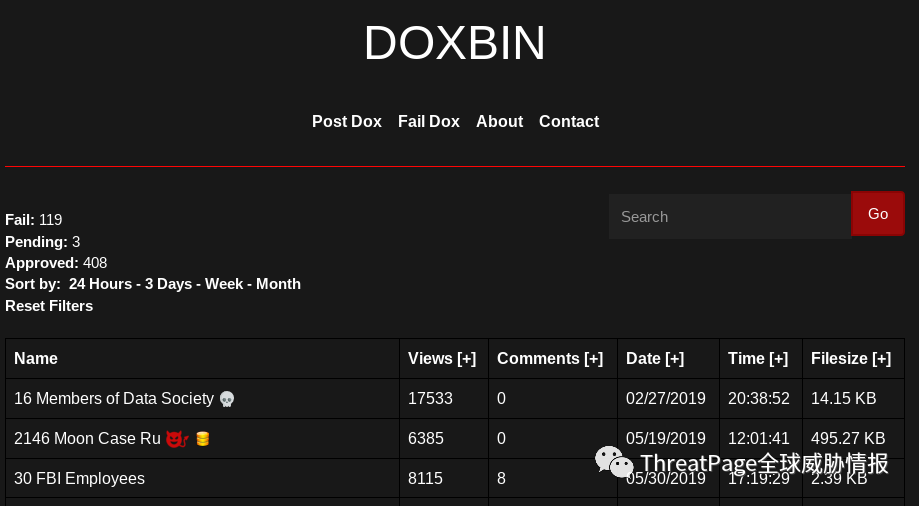 DOXBIN
Post Dox Fail Dox About Contact
Search Go
Fail: 119
Pending: 3
Approved: 408
Sort by: 24 Hours - 3 Days - Week - Month
Reset Filters
Name Views [+] Comments [+] Date [+] Time [+] Filesize [+]
16 Members of Data Society 💀 17533 0 02/27/2019 20:38:52 14.15 KB
2146 Moon Case Ru 6385 0 05/19/2019 12:01:41 495.27 KB
30 FBI Employees 8115 8 05/30/2019 17:19:29 2.39 KB
ThreatPage全球威胁情报